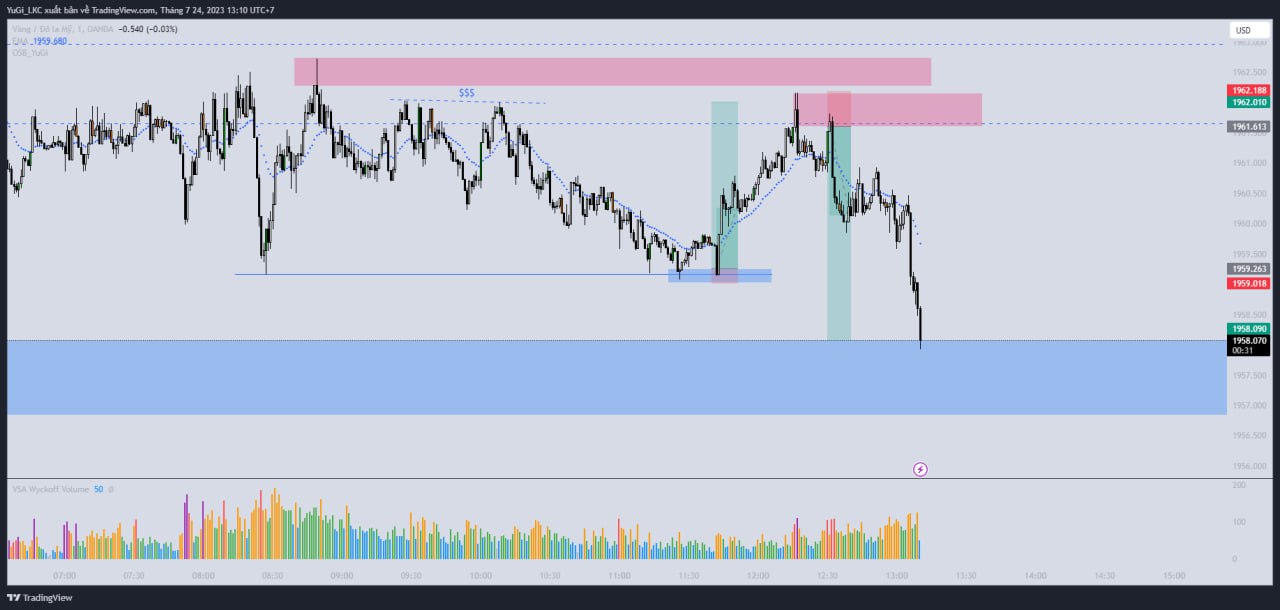 YuGi_LKC xuất bản về TradingView.com, Tháng 7 24, 2023 13:10 UTC+7
Vàng / Đô la Mỹ, 1, OANDA −0.540 (−0.03%)
EMA 1959.680
OSB_YuGi
USD
1963.000
1962.500
1962.188
1962.010
1961.613
1961.000
1960.500
1960.000
1959.500
1959.263
1959.018
1958.500
1958.090
1958.070
00:31
1957.500
1957.000
1956.500
1956.000
$$$
VSA Wyckoff Volume 50 Ø
200
100
0
07:00 07:30 08:00 08:30 09:00 09:30 10:00 10:30 11:00 11:30 12:00 12:30 13:00 13:30 14:00 14:30 15:00
TradingView